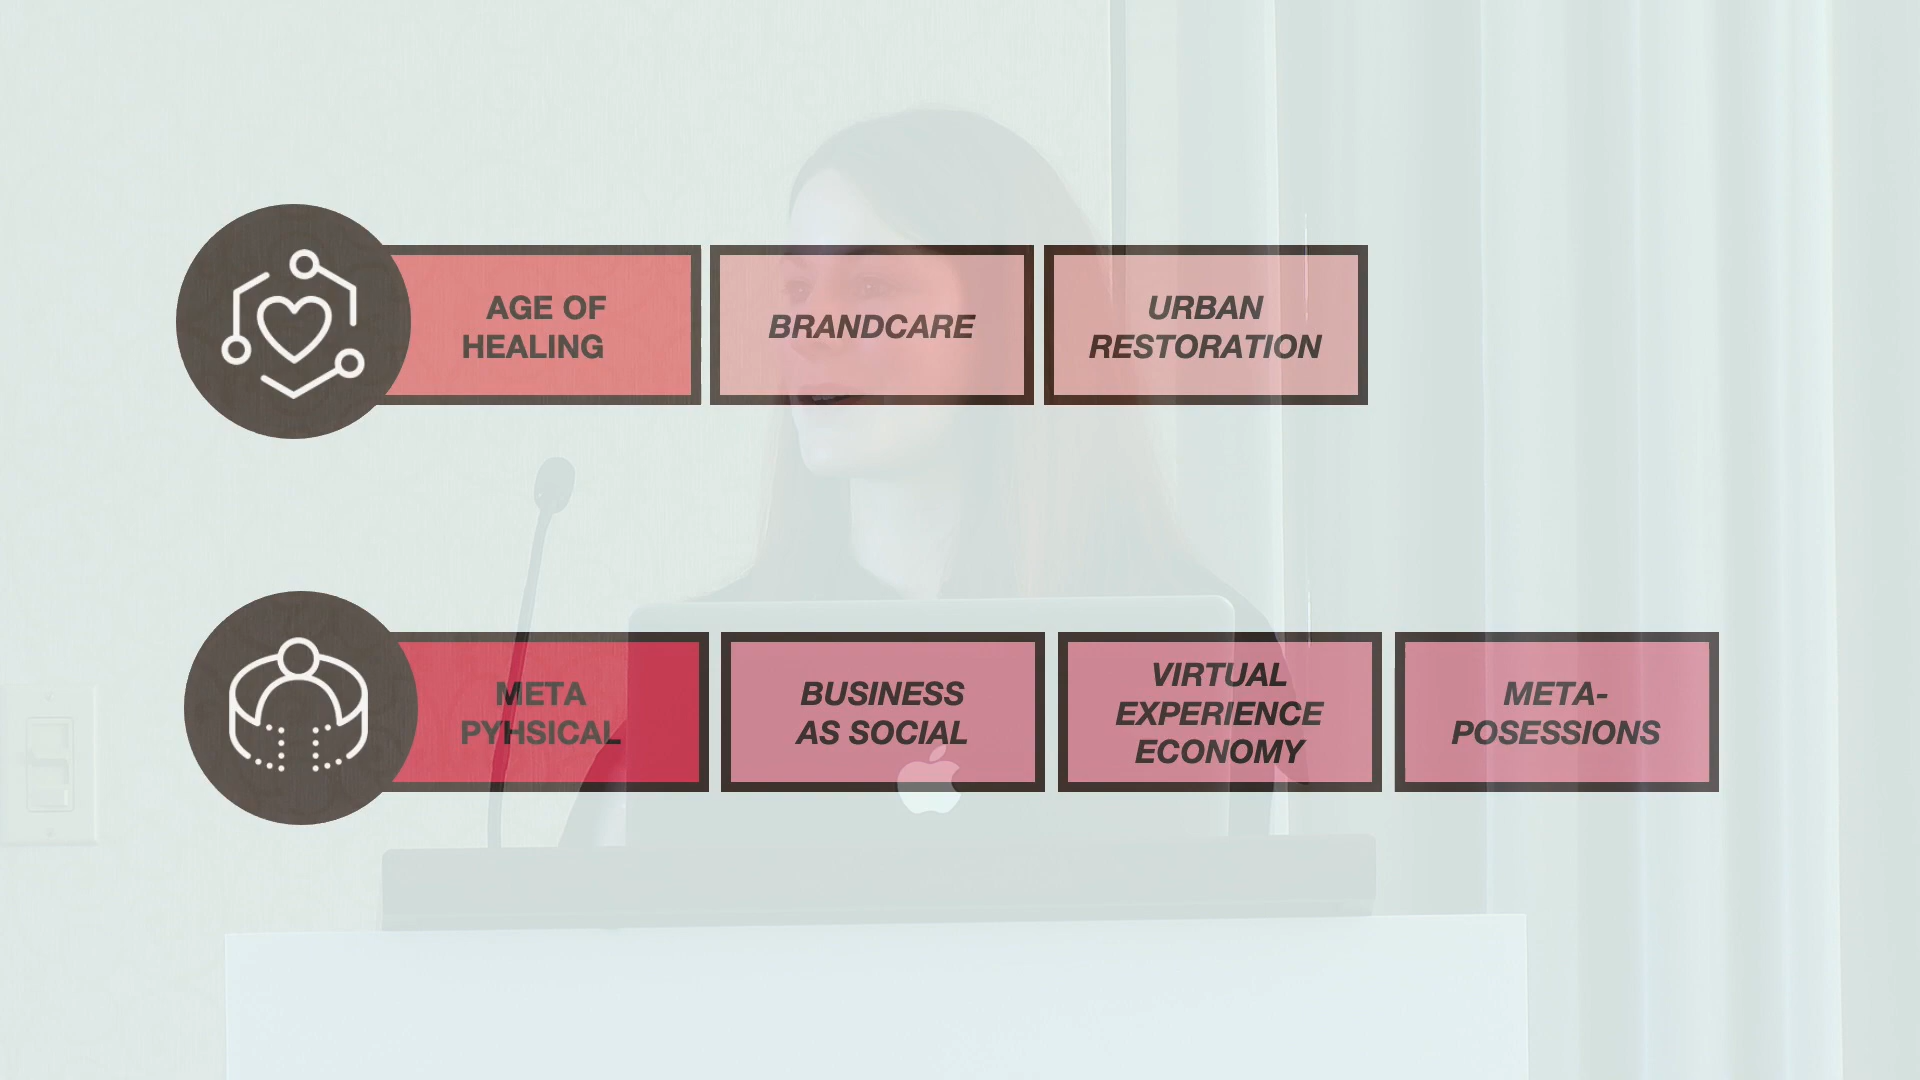 AGE OF
HEALING
BRANDCARE
URBAN
RESTORATION
META
PYHSICAL
BUSINESS
AS SOCIAL
VIRTUAL
EXPERIENCE
ECONOMY
META-
POSESSIONS